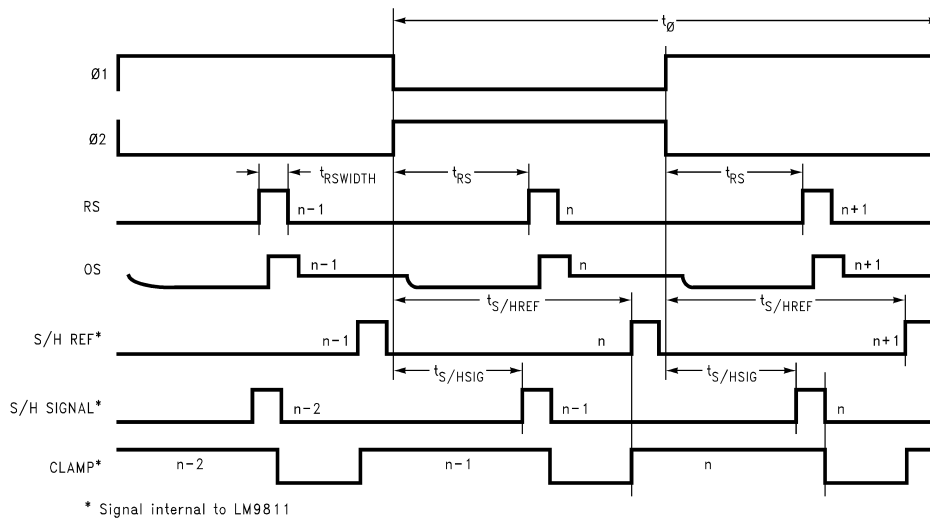 tØ
Ø1
Ø2
tRSWIDTH tRS tRS
RS n-1 n n+1
OS n-1 n n+1
tS/HREF tS/HREF
S/H REF* n-1 n n+1
tS/HSIG tS/HSIG
S/H SIGNAL* n-2 n-1 n
CLAMP* n-2 n-1 n
* Signal internal to LM9811